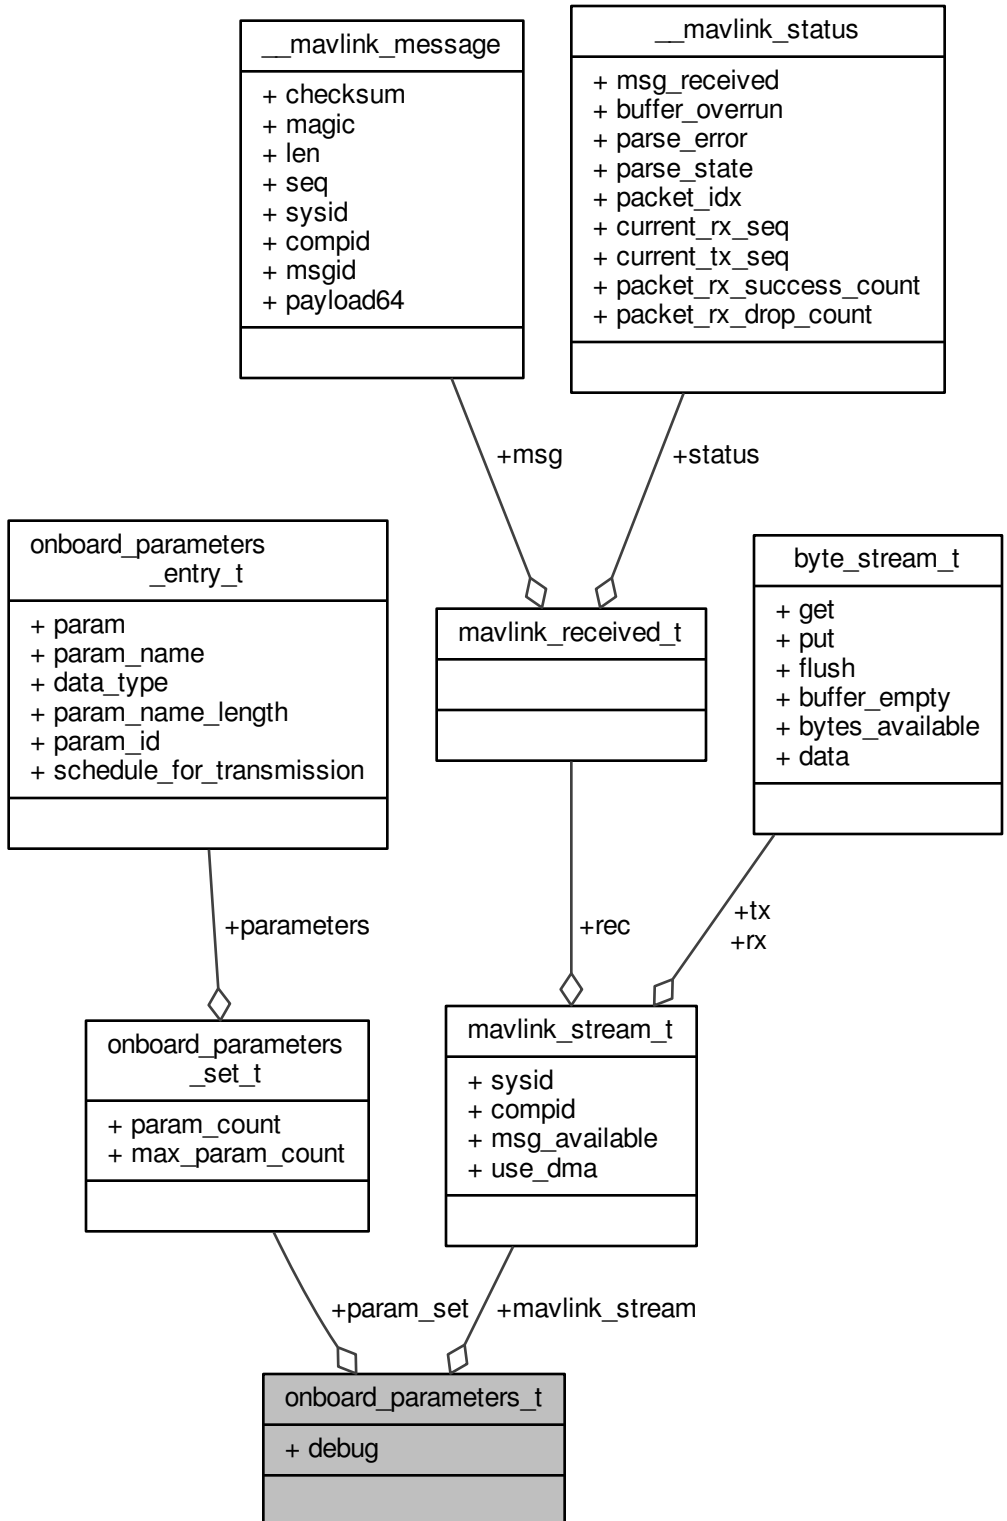 __mavlink_message
+ checksum
+ magic
+ len
+ seq
+ sysid
+ compid
+ msgid
+ payload64
__mavlink_status
+ msg_received
+ buffer_overrun
+ parse_error
+ parse_state
+ packet_idx
+ current_rx_seq
+ current_tx_seq
+ packet_rx_success_count
+ packet_rx_drop_count
+msg
+status
onboard_parameters
_entry_t
+ param
+ param_name
+ data_type
+ param_name_length
+ param_id
+ schedule_for_transmission
mavlink_received_t
byte_stream_t
+ get
+ put
+ flush
+ buffer_empty
+ bytes_available
+ data
+parameters
+rec
+tx
+rx
onboard_parameters
_set_t
+ param_count
+ max_param_count
mavlink_stream_t
+ sysid
+ compid
+ msg_available
+ use_dma
+param_set
+mavlink_stream
onboard_parameters_t
+ debug